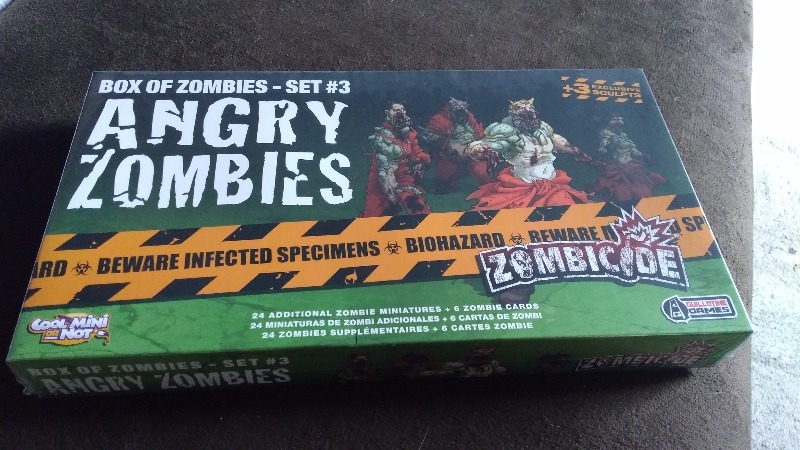 BOX OF ZOMBIES - SET #3
ANGRY
ZOMBIES
+3 EXCLUSIVE
SCULPTS
ARD BEWARE INFECTED SPECIMENS BIOHAZARD BEWARE SP
ZOMBICIDE
24 ADDITIONAL ZOMBIE MINIATURES + 6 ZOMBIE CARDS
24 MINIATURAS DE ZOMBI ADICIONALES + 6 CARTAS DE ZOMBI
24 ZOMBIES SUPPLÉMENTAIRES + 6 CARTES ZOMBIE
COOL MINI
OR NOT
GUILLOTINE
GAMES
BOX OF ZOMBIES - SET #3
ANGRY ZOMBIES
ZOMBICIDE